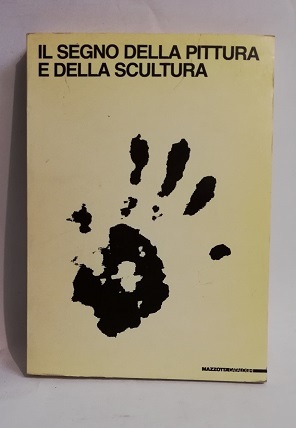 IL SEGNO DELLA PITTURA
E DELLA SCULTURA
MAZZOTTA